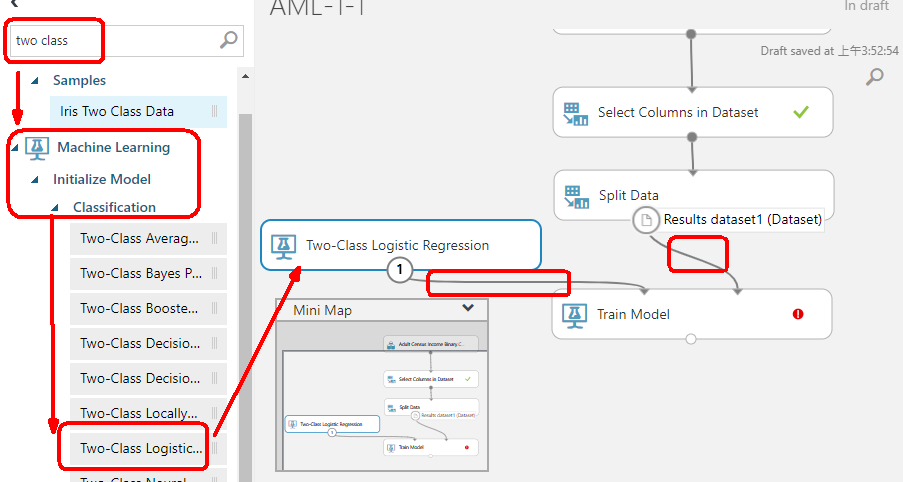 AML-1-1
In draft
two class
Draft saved at 上午3:52:54
Samples
Iris Two Class Data
Machine Learning
Initialize Model
Classification
Two-Class Averag...
Two-Class Bayes P...
Two-Class Booste...
Two-Class Decisio...
Two-Class Decisio...
Two-Class Locally...
Two-Class Logistic...
Two-Class Neural
Select Columns in Dataset
Split Data
Results dataset1 (Dataset)
Two-Class Logistic Regression
1
Train Model
Mini Map
Adult Census Income Binary C...
Select Columns in Dataset
Split Data
Results dataset1 (Dataset)
Two-Class Logistic Regression
1
Train Model